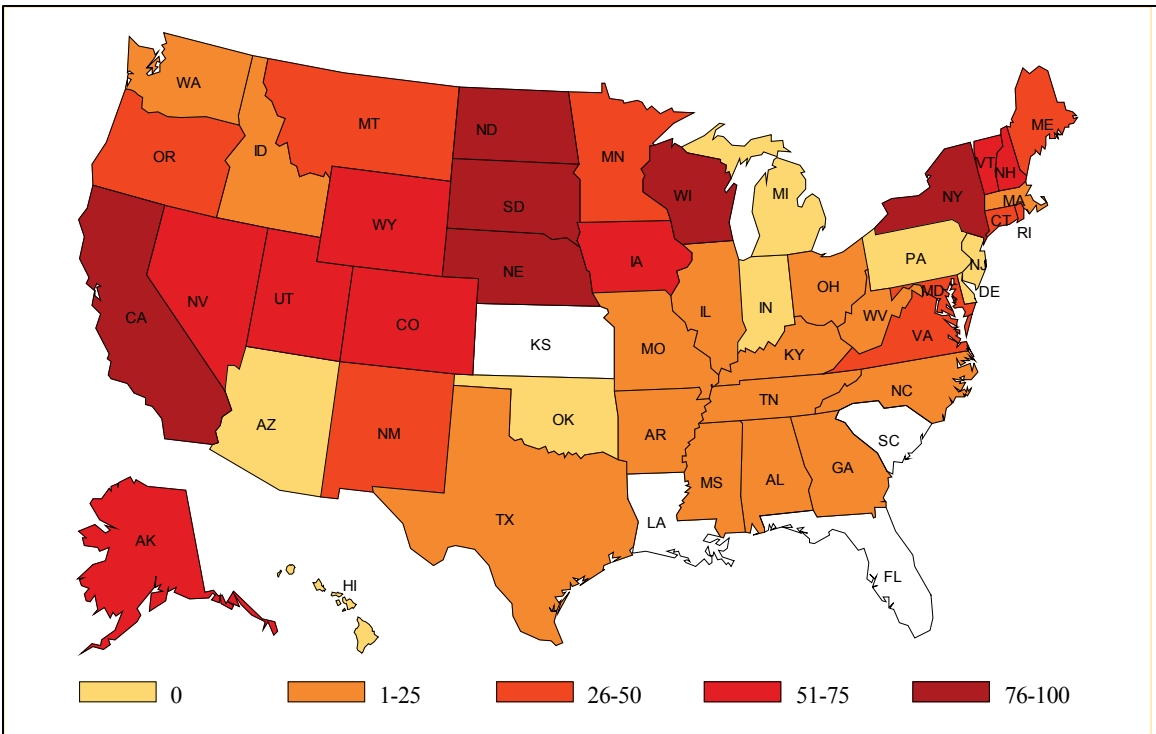 WA
MT
ND
ME
OR
ID
MN
VT
NH
WI
NY
MA
SD
MI
CT
RI
WY
NE
IA
PA
NJ
NV
UT
OH
MD
DE
CA
CO
IL
IN
WV
VA
KS
MO
KY
AZ
NM
OK
AR
TN
NC
SC
MS
AL
GA
TX
LA
AK
HI
FL
0
1-25
26-50
51-75
76-100